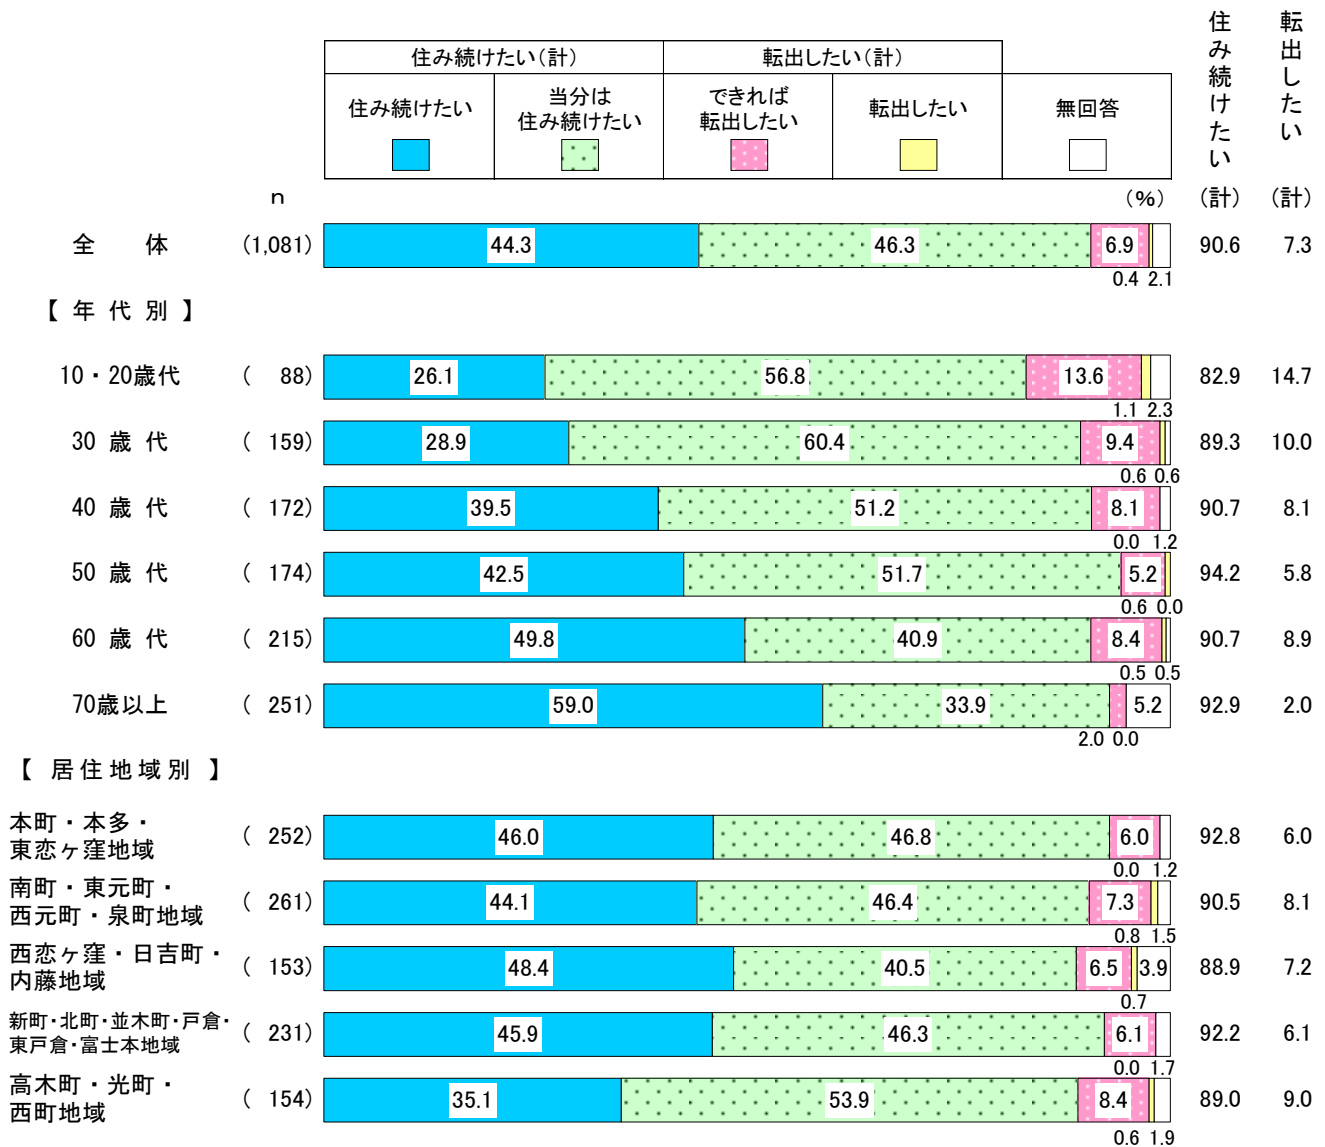 住み続けたい(計) 転出したい(計)
住み続けたい 当分は住み続けたい できれば転出したい 転出したい 無回答
住み続けたい 転出したい
n (%) (計) (計)
全 体 (1,081) 44.3 46.3 6.9 90.6 7.3
0.4 2.1
【 年 代 別 】
10・20歳代 ( 88) 26.1 56.8 13.6 82.9 14.7
1.1 2.3
30 歳 代 ( 159) 28.9 60.4 9.4 89.3 10.0
0.6 0.6
40 歳 代 ( 172) 39.5 51.2 8.1 90.7 8.1
0.0 1.2
50 歳 代 ( 174) 42.5 51.7 5.2 94.2 5.8
0.6 0.0
60 歳 代 ( 215) 49.8 40.9 8.4 90.7 8.9
0.5 0.5
70歳以上 ( 251) 59.0 33.9 5.2 92.9 2.0
2.0 0.0
【 居住地域別 】
本町・本多・
東恋ヶ窪地域 ( 252) 46.0 46.8 6.0 92.8 6.0
0.0 1.2
南町・東元町・
西元町・泉町地域 ( 261) 44.1 46.4 7.3 90.5 8.1
0.8 1.5
西恋ヶ窪・日吉町・
内藤地域 ( 153) 48.4 40.5 6.5 3.9 88.9 7.2
0.7
新町・北町・並木町・戸倉・
東戸倉・富士本地域 ( 231) 45.9 46.3 6.1 92.2 6.1
0.0 1.7
高木町・光町・
西町地域 ( 154) 35.1 53.9 8.4 89.0 9.0
0.6 1.9